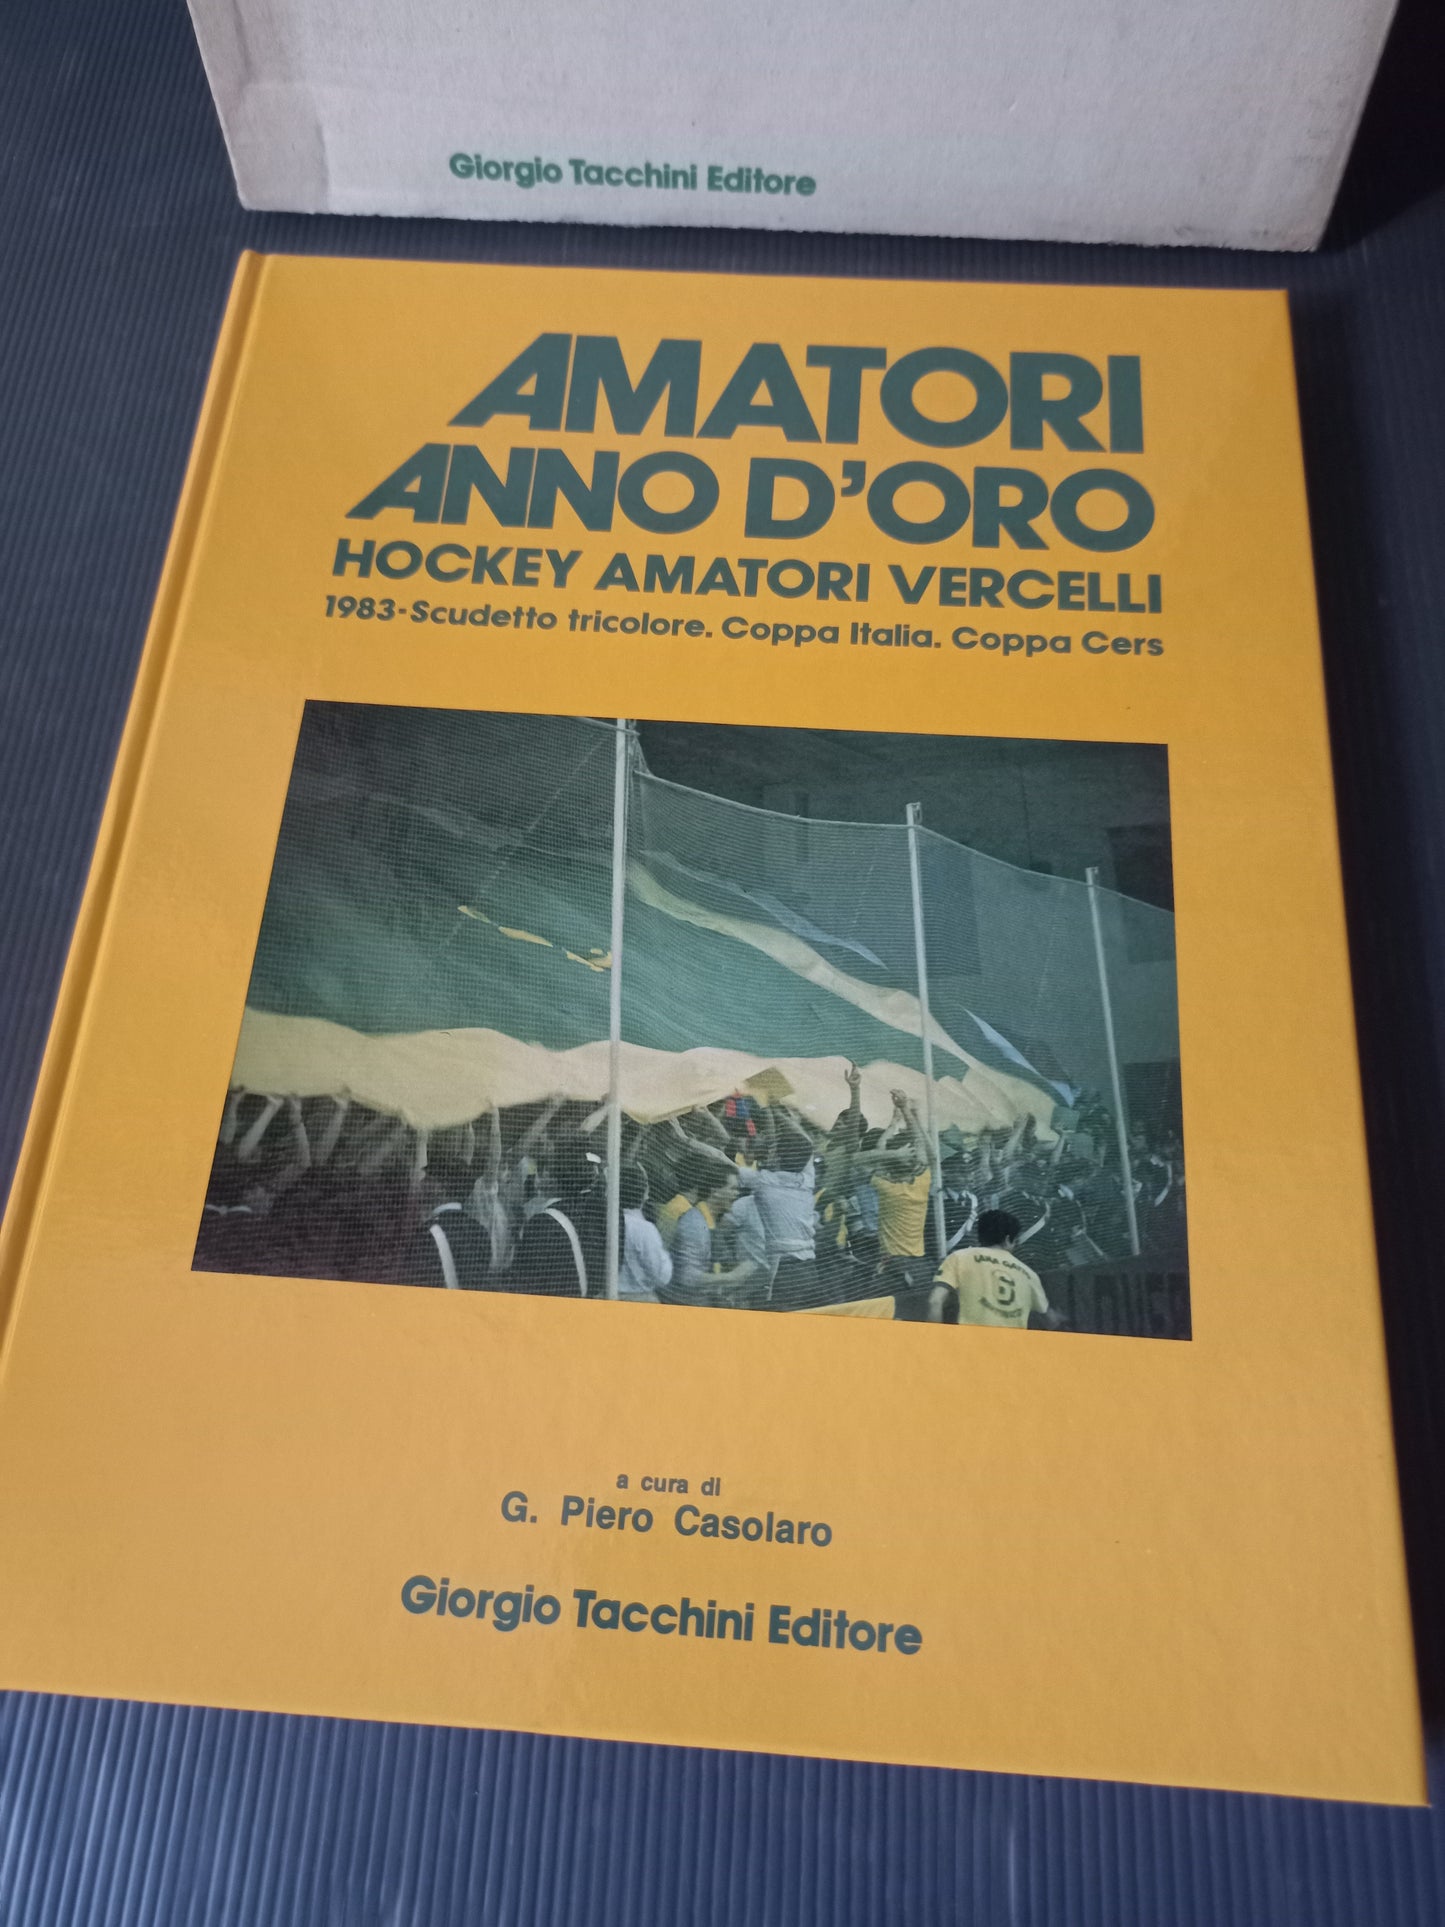 Giorgio Tacchini Editore
AMATORI
ANNO D'ORO
HOCKEY AMATORI VERCELLI
1983-Scudetto tricolore. Coppa Italia. Coppa Cers
6
a cura di
G. Piero Casolaro
Giorgio Tacchini Editore